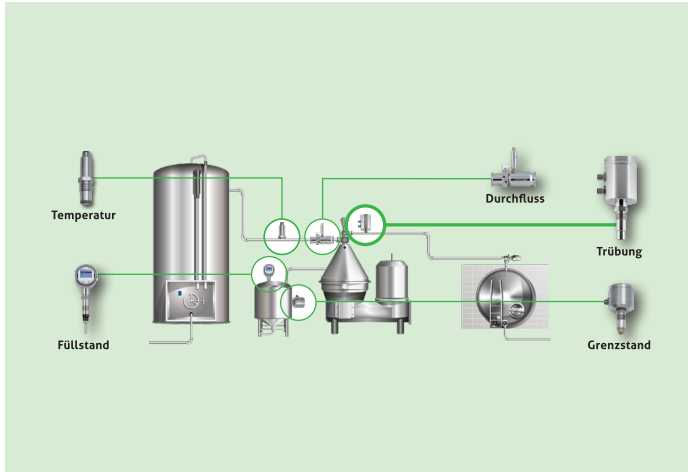 Temperatur
Durchfluss
Trübung
Füllstand
Grenzstand